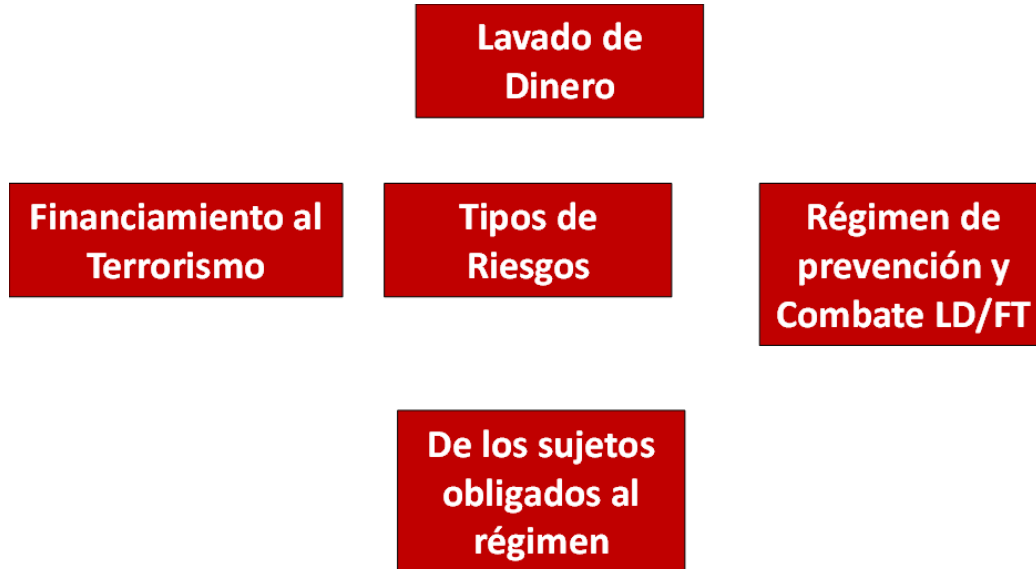 Lavado de
Dinero
Financiamiento al
Terrorismo
Tipos de
Riesgos
Régimen de
prevención y
Combate LD/FT
De los sujetos
obligados al
régimen